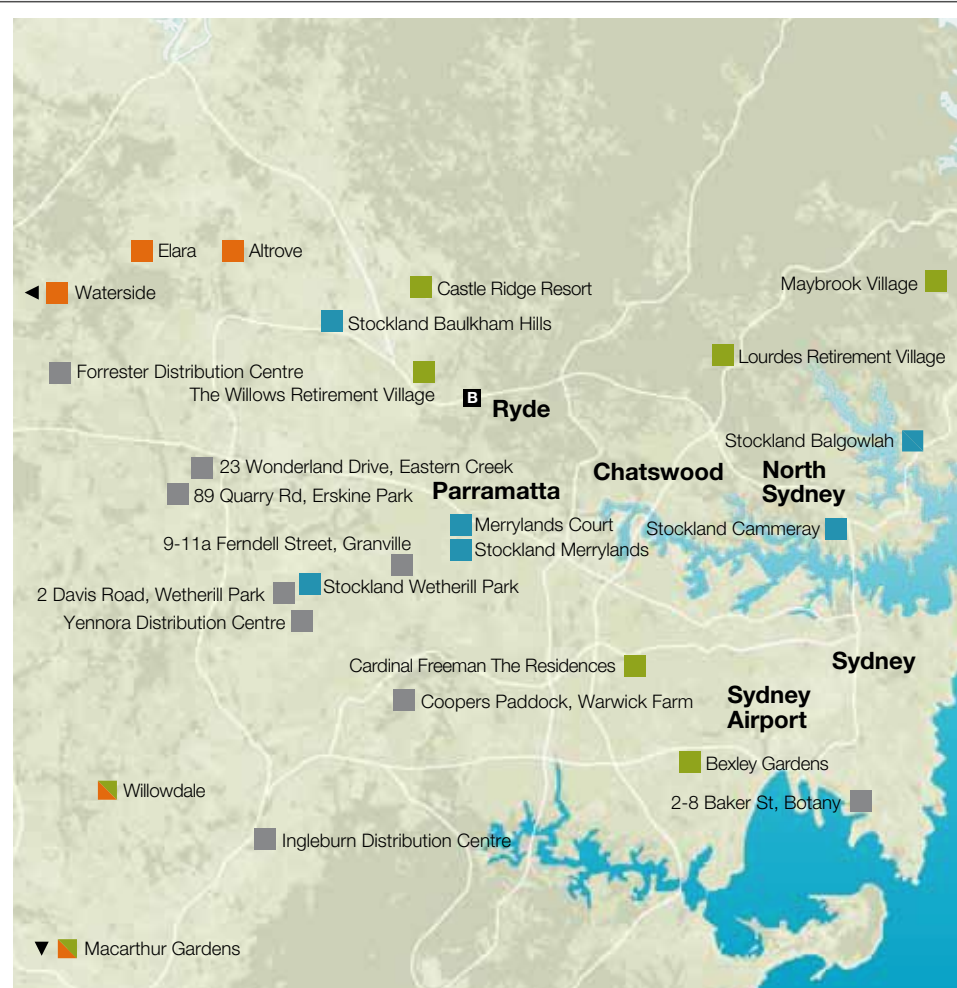 Elara
Altrove
Waterside
Castle Ridge Resort
Maybrook Village
Stockland Baulkham Hills
Lourdes Retirement Village
Forrester Distribution Centre
The Willows Retirement Village
B
Ryde
Stockland Balgowlah
23 Wonderland Drive, Eastern Creek
Chatswood
North
Sydney
89 Quarry Rd, Erskine Park
Parramatta
Merrylands Court
Stockland Cammeray
9-11a Ferndell Street, Granville
Stockland Merrylands
Stockland Wetherill Park
2 Davis Road, Wetherill Park
Yennora Distribution Centre
Cardinal Freeman The Residences
Sydney
Coopers Paddock, Warwick Farm
Sydney
Airport
Bexley Gardens
Willowdale
2-8 Baker St, Botany
Ingleburn Distribution Centre
Macarthur Gardens